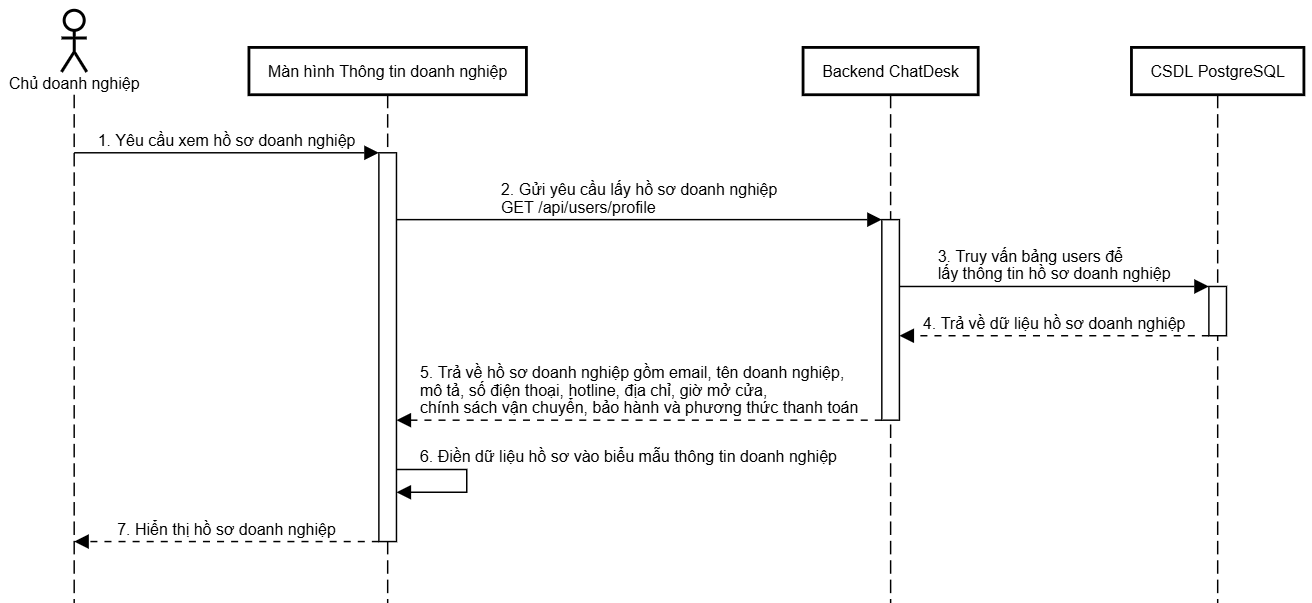 Chủ doanh nghiệp
Màn hình Thông tin doanh nghiệp
Backend ChatDesk
CSDL PostgreSQL
1. Yêu cầu xem hồ sơ doanh nghiệp
2. Gửi yêu cầu lấy hồ sơ doanh nghiệp
GET /api/users/profile
3. Truy vấn bảng users để
lấy thông tin hồ sơ doanh nghiệp
4. Trả về dữ liệu hồ sơ doanh nghiệp
5. Trả về hồ sơ doanh nghiệp gồm email, tên doanh nghiệp,
mô tả, số điện thoại, hotline, địa chỉ, giờ mở cửa,
chính sách vận chuyển, bảo hành và phương thức thanh toán
6. Điền dữ liệu hồ sơ vào biểu mẫu thông tin doanh nghiệp
7. Hiển thị hồ sơ doanh nghiệp